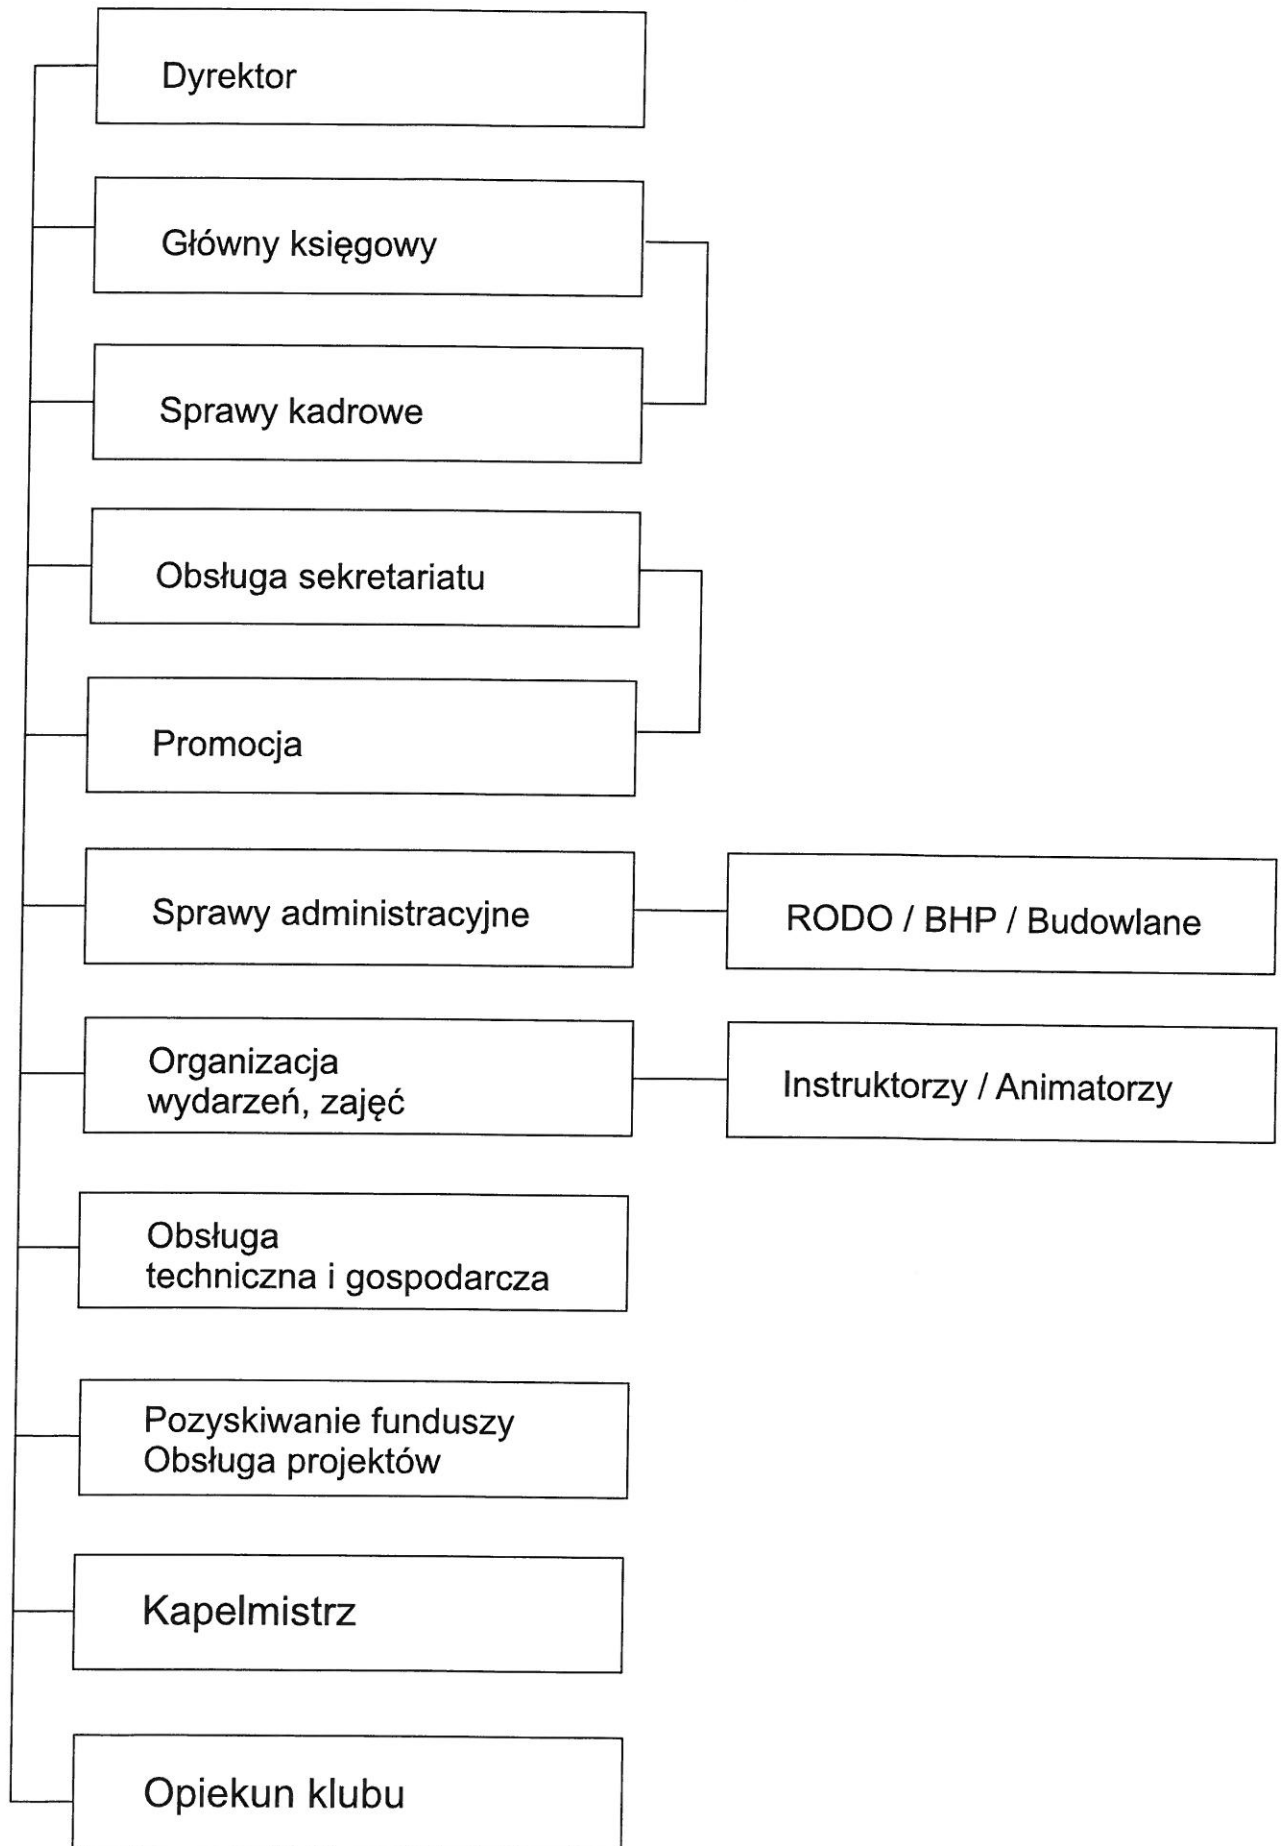 Dyrektor
Główny księgowy
Sprawy kadrowe
Obsługa sekretariatu
Promocja
Sprawy administracyjne
RODO / BHP / Budowlane
Organizacja
wydarzeń, zajęć
Instruktorzy / Animatorzy
Obsługa
techniczna i gospodarcza
Pozyskiwanie funduszy
Obsługa projektów
Kapelmistrz
Opiekun klubu